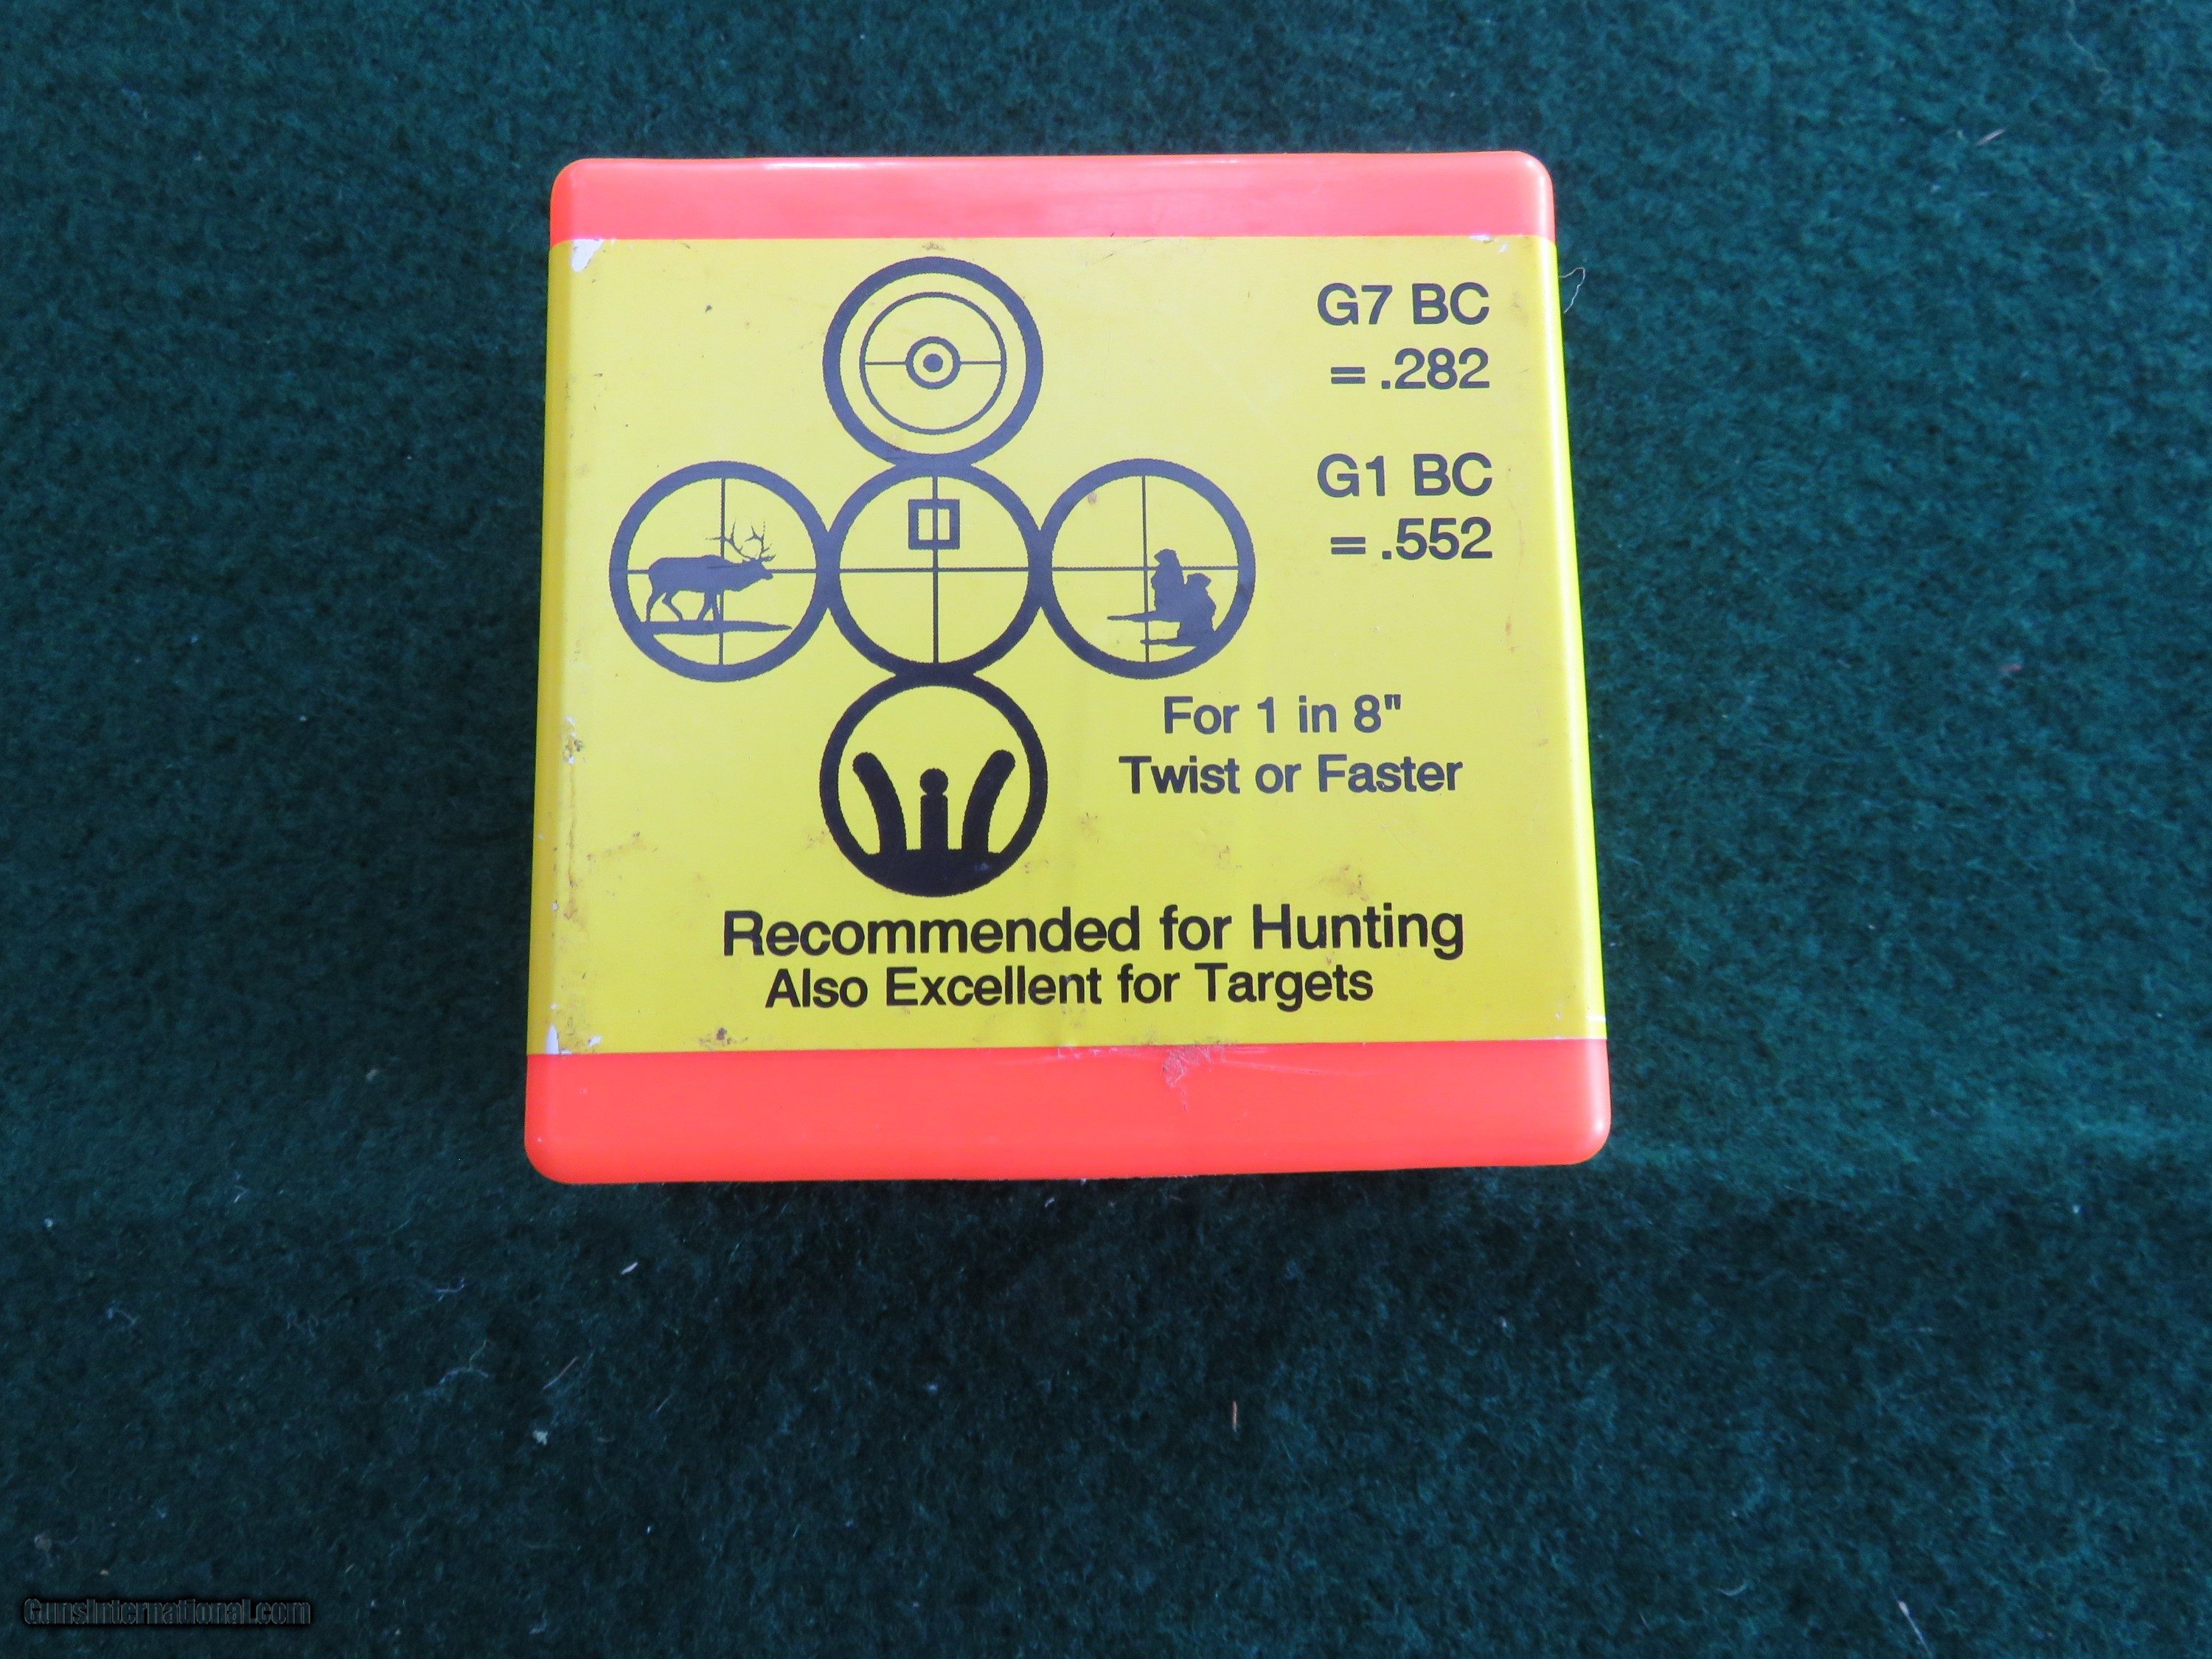 G7 BC
= .282
G1 BC
= .552
For 1 in 8"
Twist or Faster
Recommended for Hunting
Also Excellent for Targets
GunsInternational.com